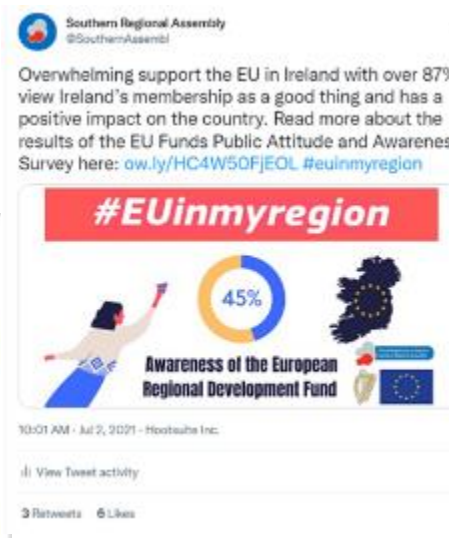 Southern Regional Assembly
@SouthernAssembl
Overwhelming support the EU in Ireland with over 87%
view Ireland's membership as a good thing and has a
positive impact on the country. Read more about the
results of the EU Funds Public Attitude and Awarenes
Survey here: ow.ly/HC4W50FjEOL #euinmyregion
#EUinmyregion
45%
Awareness of the European
Regional Development Fund
10:01 AM · Jul 2, 2021 · Hootsuite Inc.
View Tweet activity
3 Retweets 6 Likes